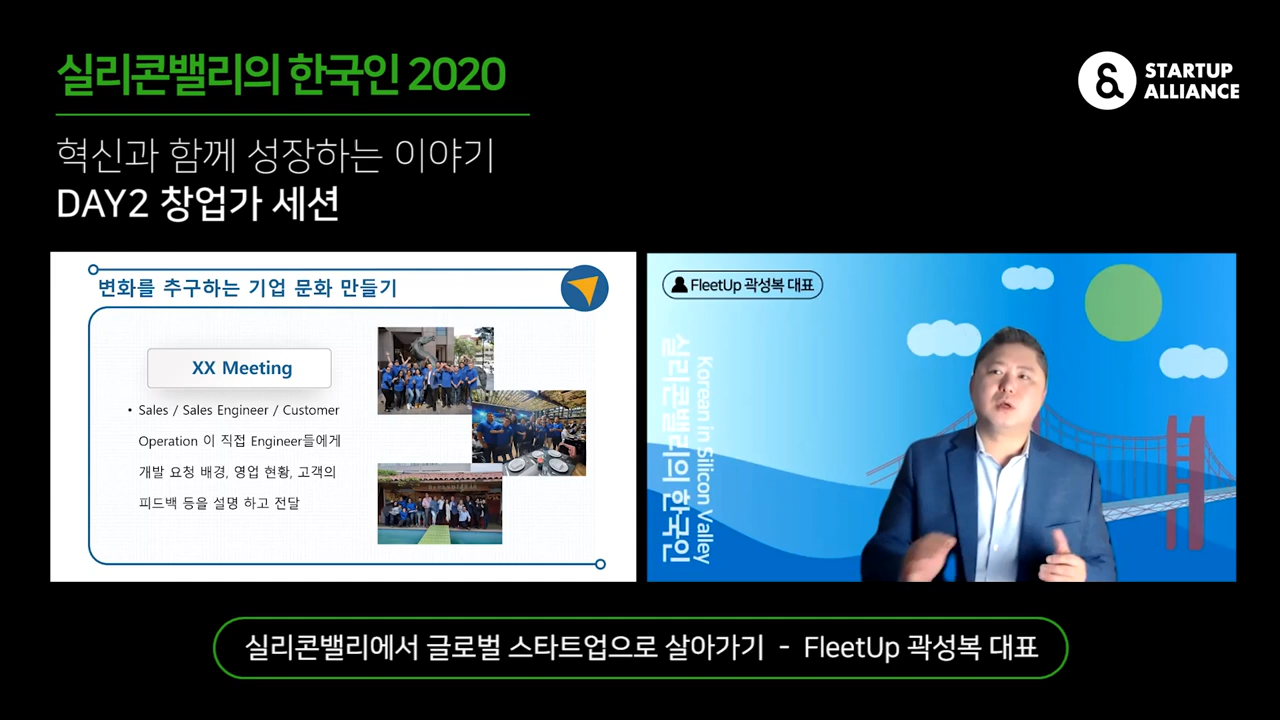 실리콘밸리의 한국인 2020
STARTUP
ALLIANCE
혁신과 함께 성장하는 이야기
DAY2 창업가 세션
변화를 추구하는 기업 문화 만들기
XX Meeting
• Sales / Sales Engineer / Customer
Operation 이 직접 Engineer들에게
개발 요청 배경, 영업 현황, 고객의
피드백 등을 설명 하고 전달
FleetUp 곽성복 대표
Korean in Silicon Valley
실리콘밸리의 한국인
실리콘밸리에서 글로벌 스타트업으로 살아가기 - FleetUp 곽성복 대표